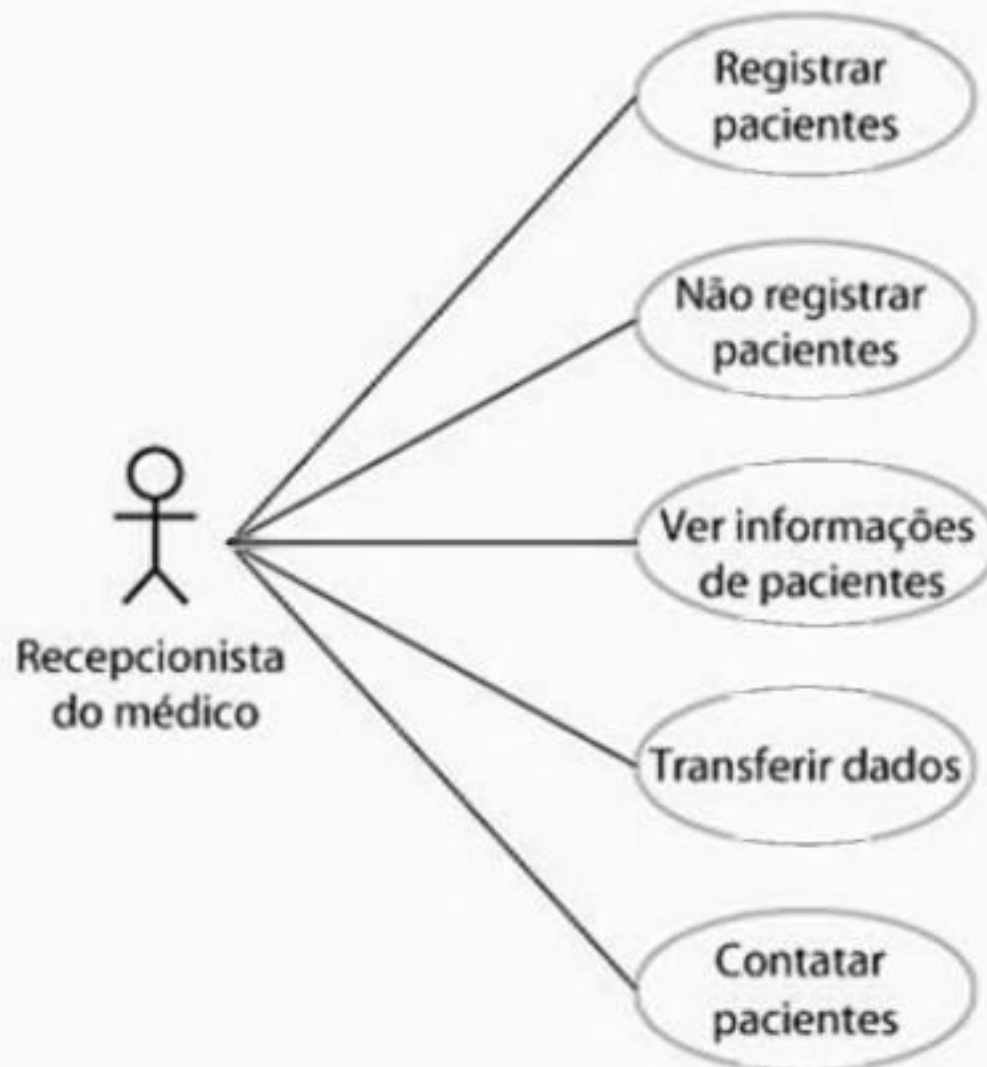 Registrar
pacientes
Não registrar
pacientes
Ver informações
de pacientes
Recepcionista
do médico
Transferir dados
Contatar
pacientes